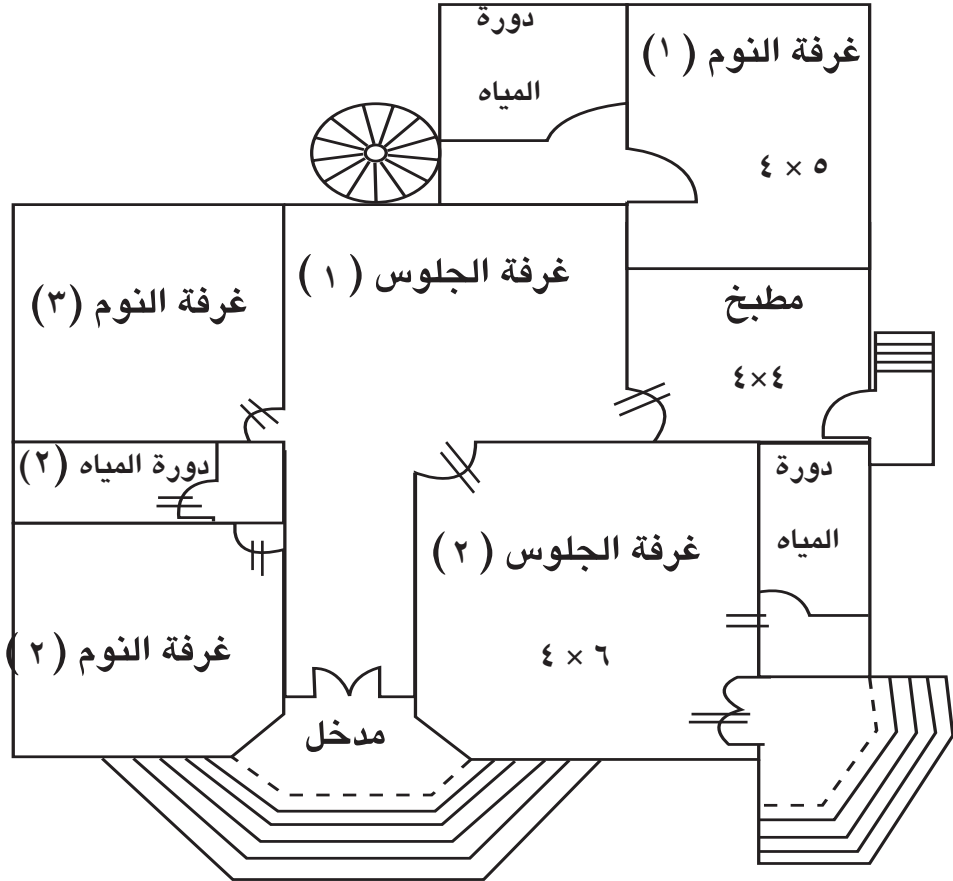 غرفة النوم (١)
٥ × ٤
دورة
المياه
غرفة الجلوس (١)
غرفة النوم (٣)
مطبخ
٤×٤
دورة المياه (٢)
دورة
المياه
غرفة الجلوس (٢)
٦ × ٤
غرفة النوم (٢)
مدخل